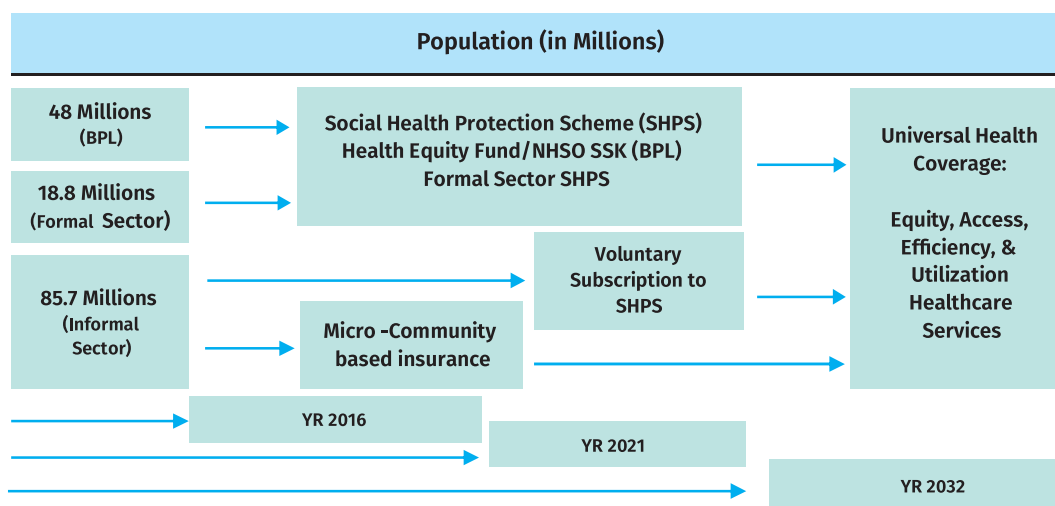 Population (in Millions)
48 Millions
(BPL)
18.8 Millions
(Formal Sector)
85.7 Millions
(Informal
Sector)
Social Health Protection Scheme (SHPS)
Health Equity Fund/NHSO SSK (BPL)
Formal Sector SHPS
Voluntary
Subscription to
SHPS
Micro -Community
based insurance
Universal Health
Coverage:
Equity, Access,
Efficiency, &
Utilization
Healthcare
Services
YR 2016
YR 2021
YR 2032